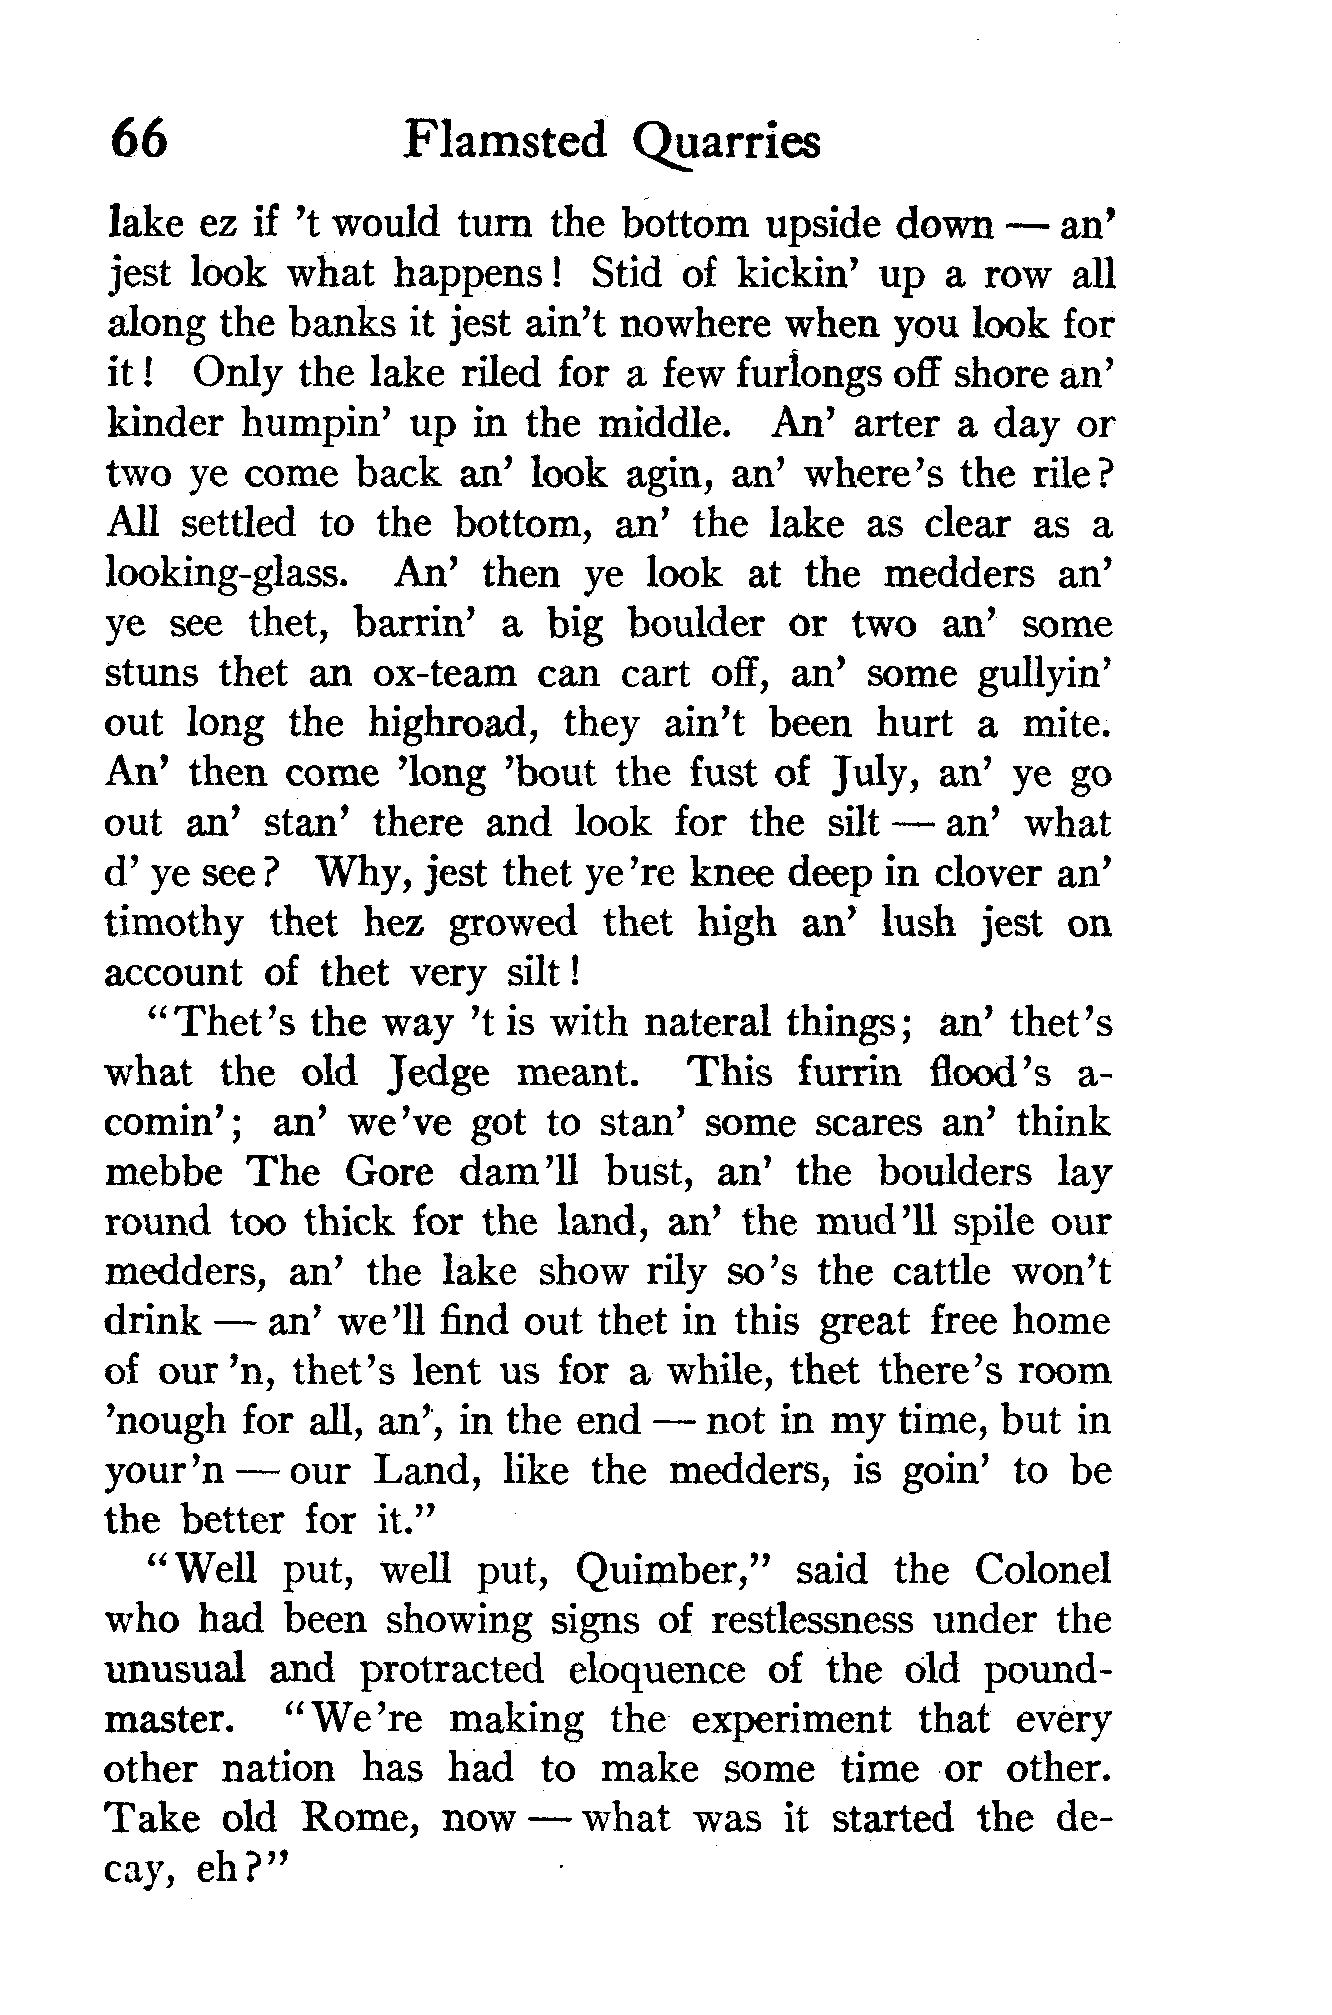 66 Flamsted Quarries
lake ez if 't would turn the bottom upside down — an'
jest look what happens! Stid of kickin' up a row all
along the banks it jest ain't nowhere when you look for
it! Only the lake riled for a few furlongs off shore an'
kinder humpin' up in the middle. An' arter a day or
two ye come back an' look agin, an' where's the rile?
All settled to the bottom, an' the lake as clear as a
looking-glass. An' then ye look at the medders an'
ye see thet, barrin' a big boulder or two an' some
stuns thet an ox-team can cart off, an' some gullyin'
out long the highroad, they ain't been hurt a mite.
An' then come 'long 'bout the fust of July, an' ye go
out an' stan' there and look for the silt — an' what
d' ye see? Why, jest thet ye're knee deep in clover an'
timothy thet hez growed thet high an' lush jest on
account of thet very silt!
"Thet's the way 't is with nateral things; an' thet's
what the old Jedge meant. This furrin flood's a-
comin'; an' we've got to stan' some scares an' think
mebbe The Gore dam'll bust, an' the boulders lay
round too thick for the land, an' the mud'll spile our
medders, an' the lake show rily so's the cattle won't
drink — an' we'll find out thet in this great free home
of our'n, thet's lent us for a while, thet there's room
'nough for all, an', in the end — not in my time, but in
your'n — our Land, like the medders, is goin' to be
the better for it."
"Well put, well put, Quimber," said the Colonel
who had been showing signs of restlessness under the
unusual and protracted eloquence of the old pound-
master. "We're making the experiment that every
other nation has had to make some time or other.
Take old Rome, now — what was it started the de-
cay, eh?"